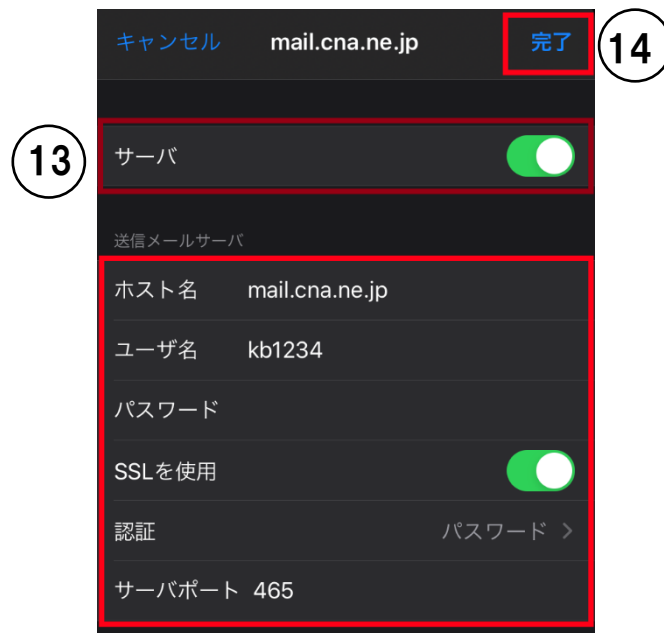 キャンセル mail.cna.ne.jp 完了 14
13 サーバ
送信メールサーバ
ホスト名 mail.cna.ne.jp
ユーザ名 kb1234
パスワード
SSLを使用
認証 パスワード >
サーバポート 465